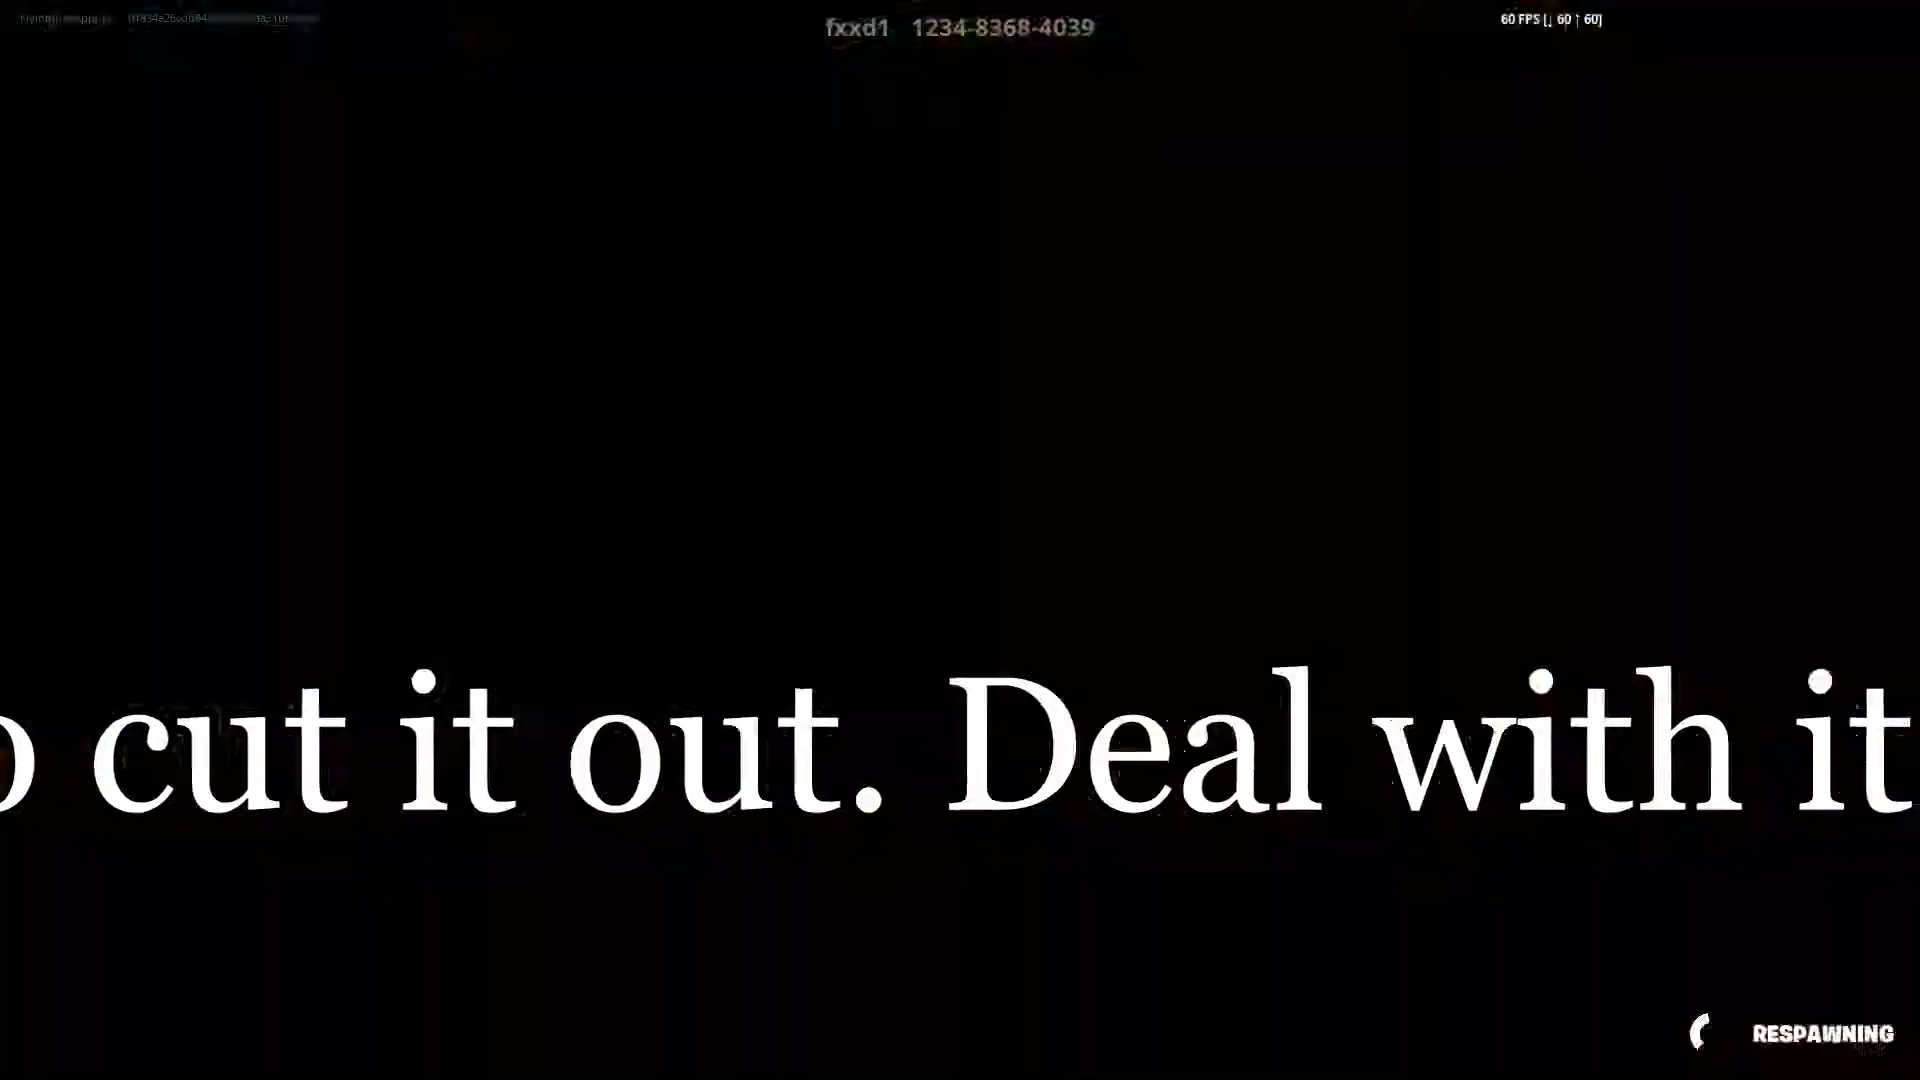 fxxd1 1234-8368-4039
60 FPS [↓ 60 ↑ 60]
o cut it out. Deal with it
RESPAWNING